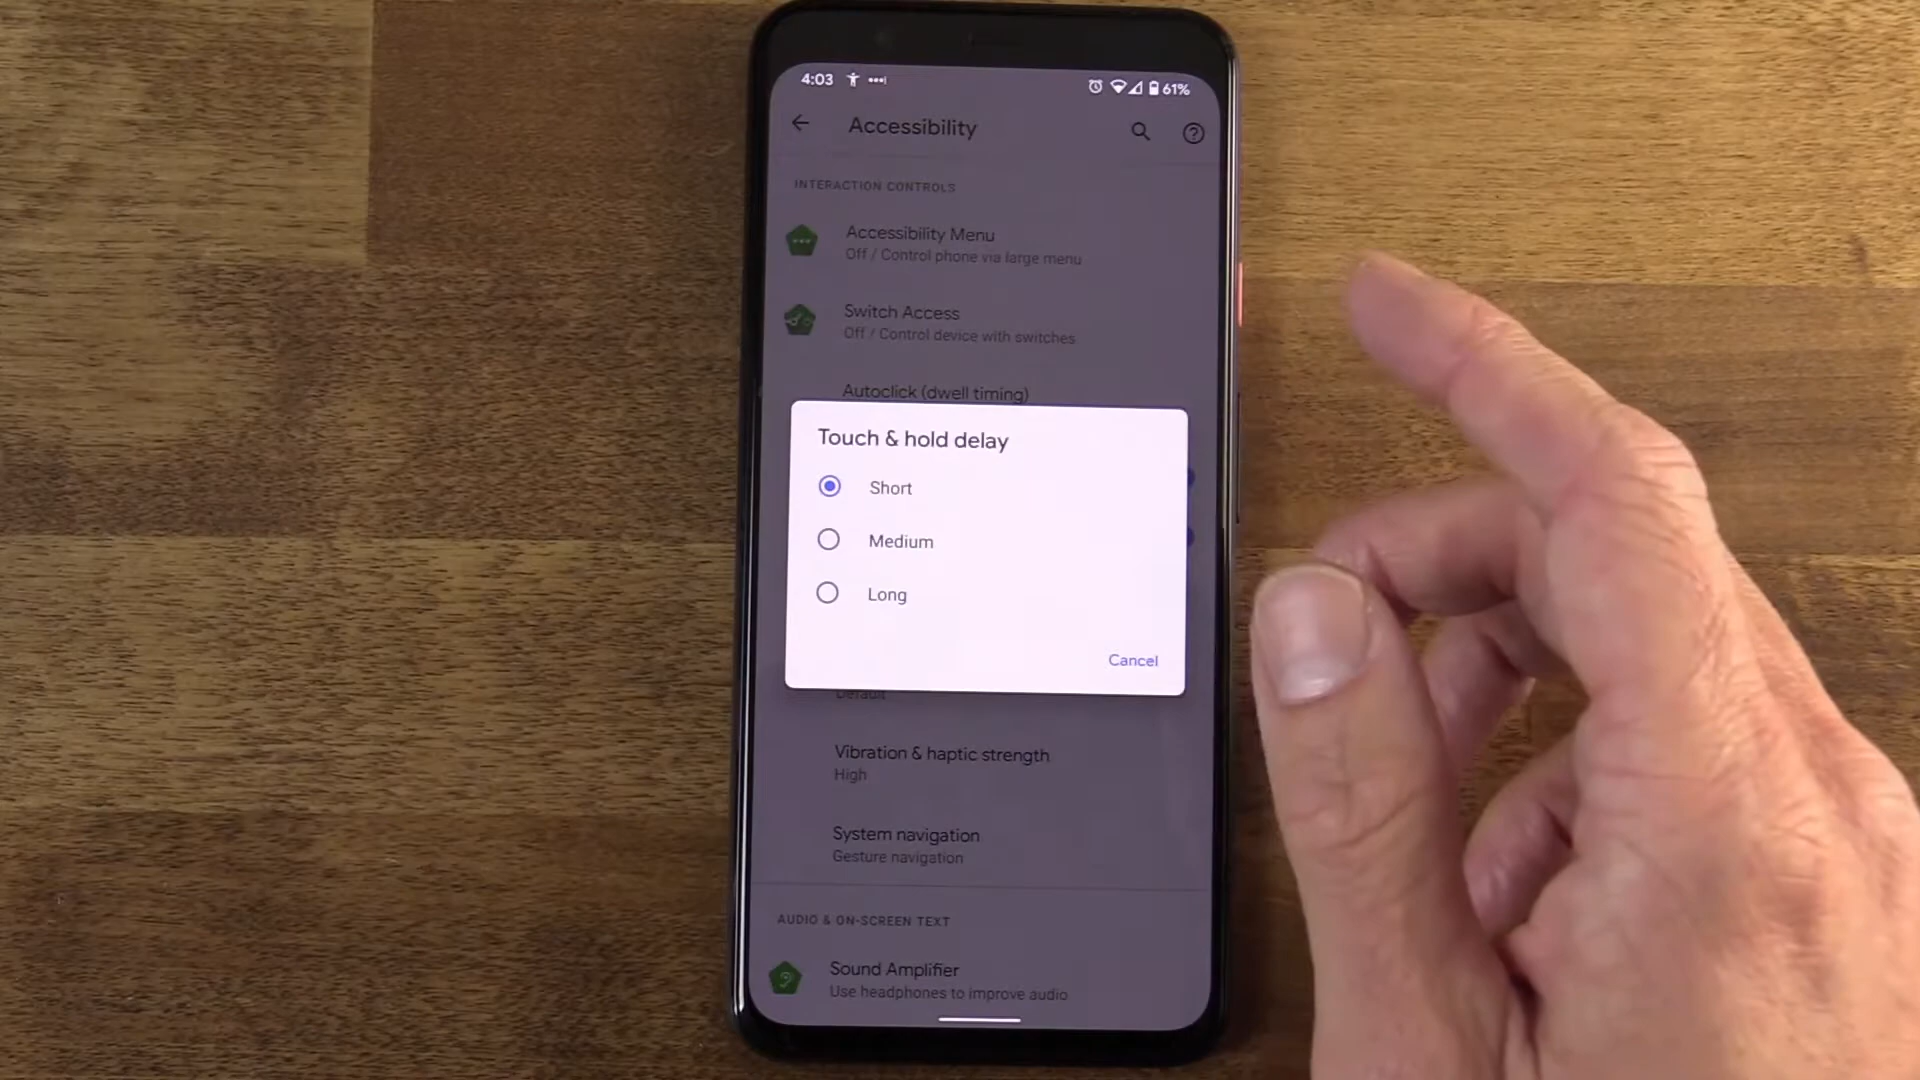 4:03
61%
Accessibility
INTERACTION CONTROLS
Accessibility Menu
Off / Control phone via large menu
Switch Access
Off / Control device with switches
Autoclick (dwell timing)
Touch & hold delay
Short
Medium
Long
Cancel
Default
Vibration & haptic strength
High
System navigation
Gesture navigation
AUDIO & ON-SCREEN TEXT
Sound Amplifier
Use headphones to improve audio